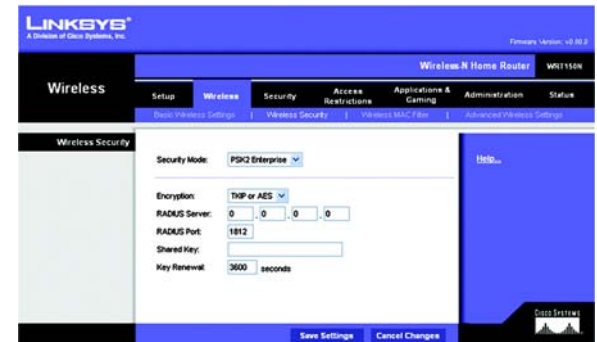 LINKSYS®
A Division of Cisco Systems, Inc.
Firmware Version: v0.80.3
Wireless-N Home Router WRT150N
Wireless
Setup Wireless Security Access Restrictions Applications & Gaming Administration Status
Basic Wireless Settings | Wireless Security | Wireless MAC Filter | Advanced Wireless Settings
Wireless Security
Security Mode: PSK2 Enterprise
Help...
Encryption: TKIP or AES
RADIUS Server: 0 . 0 . 0 . 0
RADIUS Port: 1812
Shared Key:
Key Renewal: 3600 seconds
Save Settings Cancel Changes
CISCO SYSTEMS